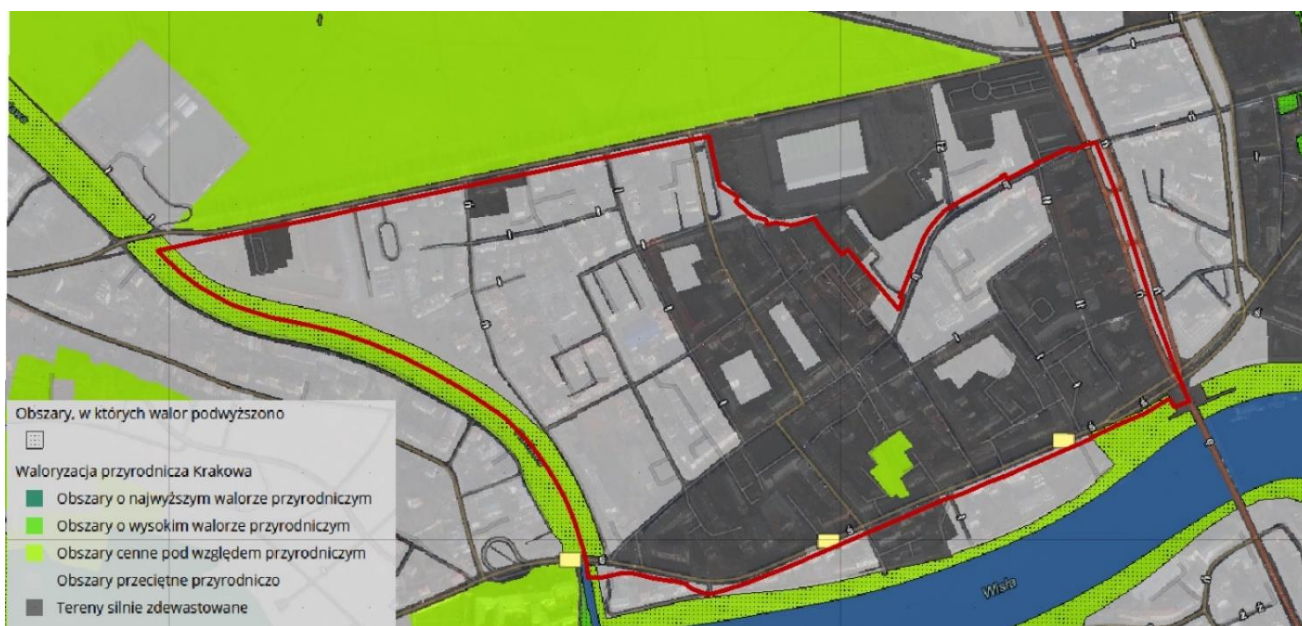 Obszary, w których walor podwyższono
Waloryzacja przyrodnicza Krakowa
Obszary o najwyższym walorze przyrodniczym
Obszary o wysokim walorze przyrodniczym
Obszary cenne pod względem przyrodniczym
Obszary przeciętne przyrodniczo
Tereny silnie zdewastowane
Wisła